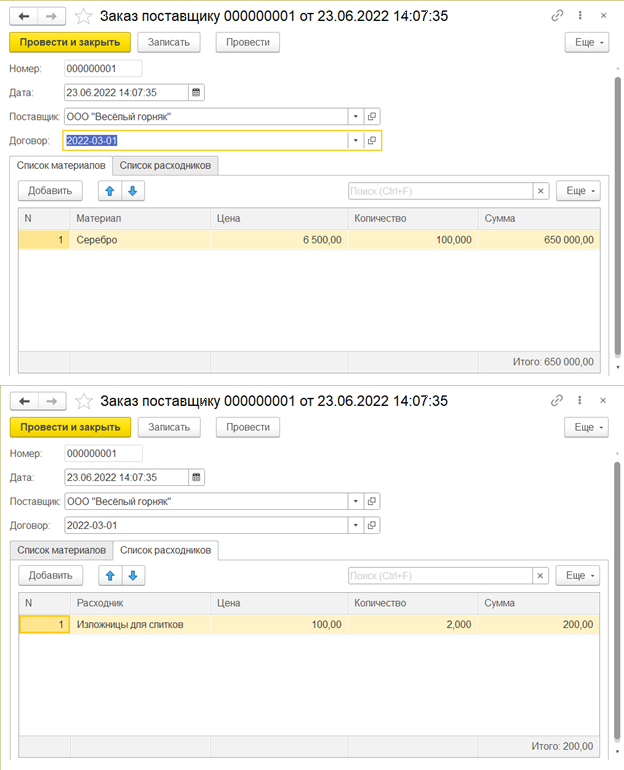 Заказ поставщику 000000001 от 23.06.2022 14:07:35
Провести и закрыть Записать Провести Еще
Номер: 000000001
Дата: 23.06.2022 14:07:35
Поставщик: ООО "Весёлый горняк"
Договор: 2022-03-01
Список материалов Список расходников
Добавить Поиск (Ctrl+F) × Еще
N Материал Цена Количество Сумма
1 Серебро 6 500,00 100,000 650 000,00
Итого: 650 000,00
Заказ поставщику 000000001 от 23.06.2022 14:07:35
Провести и закрыть Записать Провести Еще
Номер: 000000001
Дата: 23.06.2022 14:07:35
Поставщик: ООО "Весёлый горняк"
Договор: 2022-03-01
Список материалов Список расходников
Добавить Поиск (Ctrl+F) × Еще
N Расходник Цена Количество Сумма
1 Изложницы для слитков 100,00 2,000 200,00
Итого: 200,00